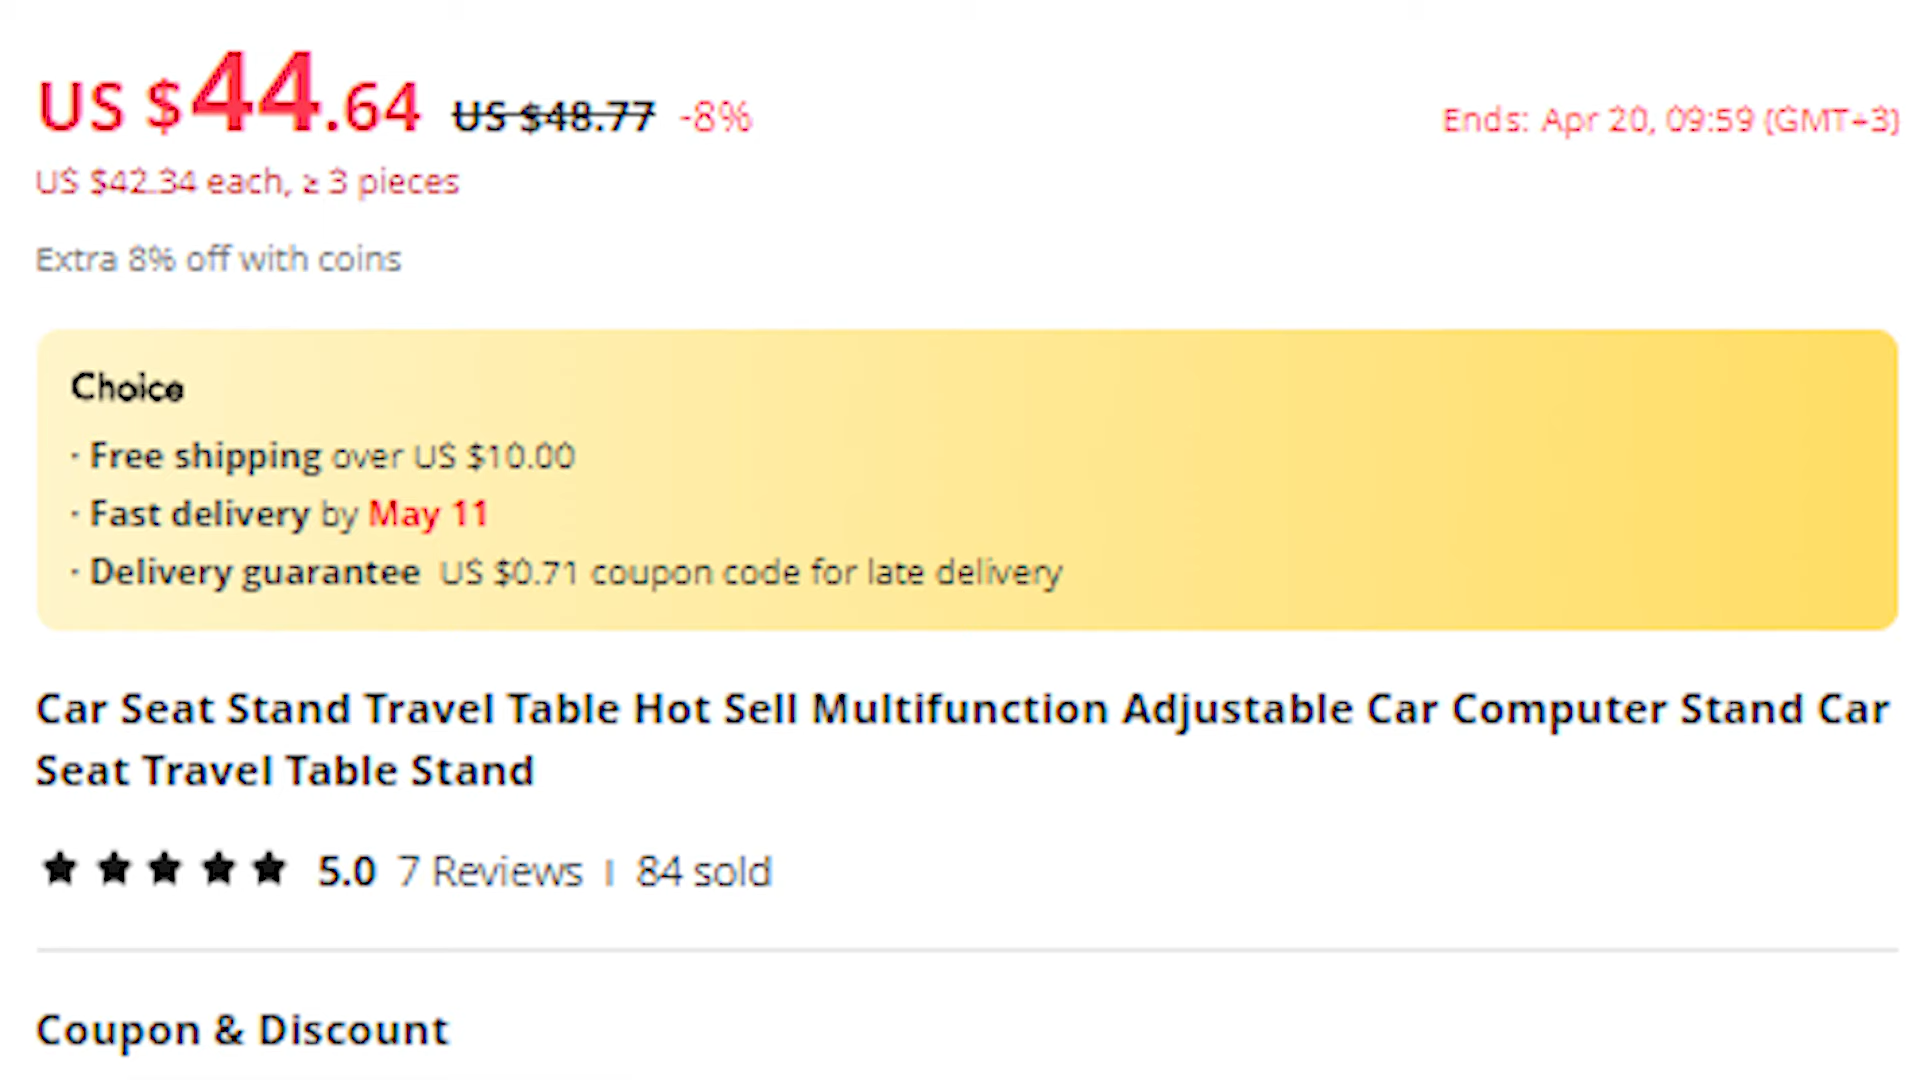 US $44.64 US $48.77 -8% Ends: Apr 20, 09:59 (GMT+3)
US $42.34 each, ≥ 3 pieces
Extra 8% off with coins
Choice
· Free shipping over US $10.00
· Fast delivery by May 11
· Delivery guarantee US $0.71 coupon code for late delivery
Car Seat Stand Travel Table Hot Sell Multifunction Adjustable Car Computer Stand Car
Seat Travel Table Stand
★ ★ ★ ★ ★ 5.0 7 Reviews | 84 sold
Coupon & Discount